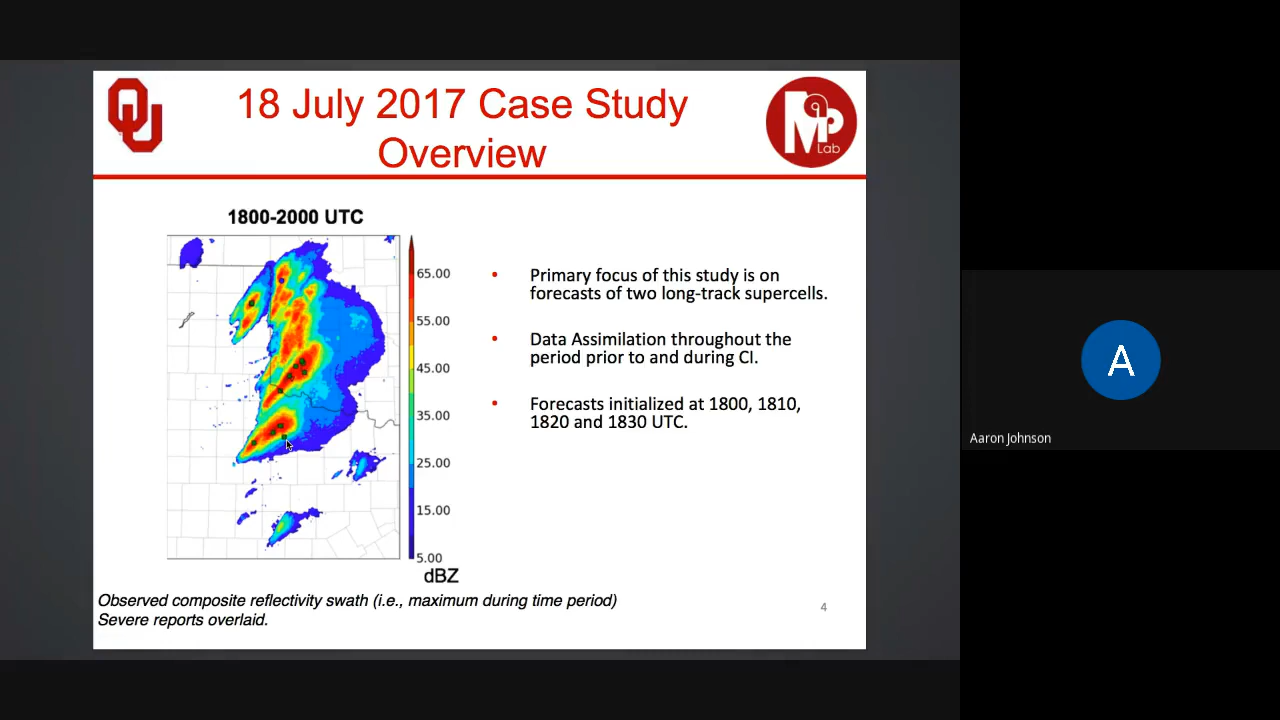 18 July 2017 Case Study
Overview
MAP
Lab
1800-2000 UTC
65.00
55.00
45.00
35.00
25.00
15.00
5.00
dBZ
• Primary focus of this study is on
forecasts of two long-track supercells.
• Data Assimilation throughout the
period prior to and during CI.
• Forecasts initialized at 1800, 1810,
1820 and 1830 UTC.
Observed composite reflectivity swath (i.e., maximum during time period)
Severe reports overlaid.
4
A
Aaron Johnson